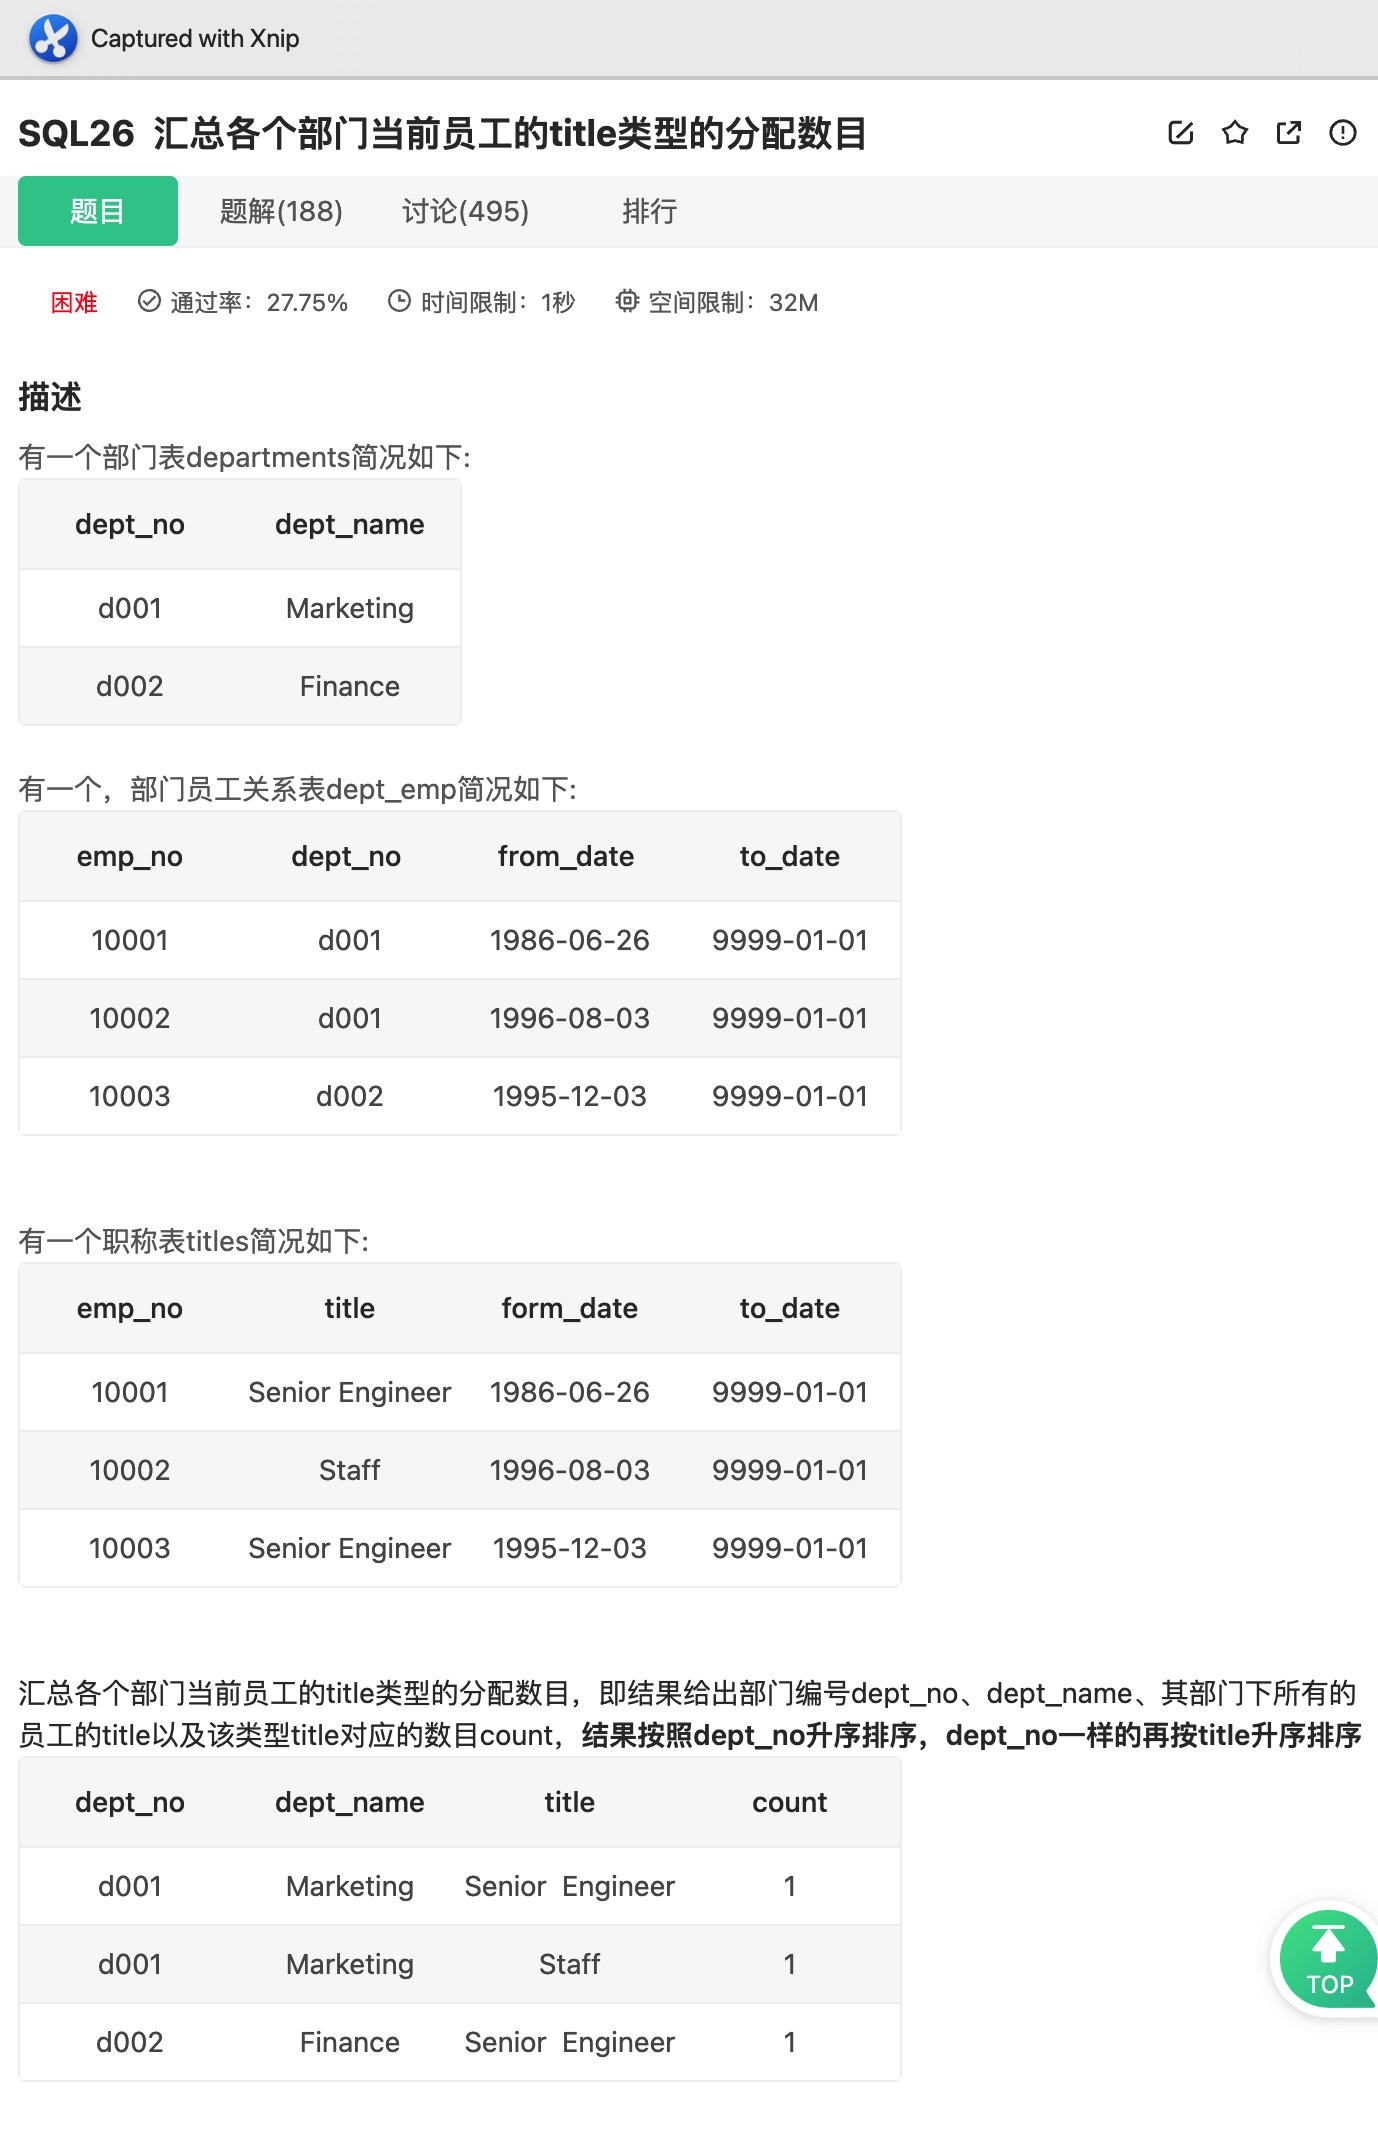 Captured with Xnip
SQL26 汇总各个部门当前员工的title类型的分配数目
题目 题解(188) 讨论(495) 排行
困难 通过率：27.75% 时间限制：1秒 空间限制：32M
描述
有一个部门表departments简况如下:
dept_no dept_name
d001 Marketing
d002 Finance
有一个，部门员工关系表dept_emp简况如下:
emp_no dept_no from_date to_date
10001 d001 1986-06-26 9999-01-01
10002 d001 1996-08-03 9999-01-01
10003 d002 1995-12-03 9999-01-01
有一个职称表titles简况如下:
emp_no title form_date to_date
10001 Senior Engineer 1986-06-26 9999-01-01
10002 Staff 1996-08-03 9999-01-01
10003 Senior Engineer 1995-12-03 9999-01-01
汇总各个部门当前员工的title类型的分配数目，即结果给出部门编号dept_no、dept_name、其部门下所有的
员工的title以及该类型title对应的数目count，结果按照dept_no升序排序，dept_no一样的再按title升序排序
dept_no dept_name title count
d001 Marketing Senior Engineer 1
d001 Marketing Staff 1
d002 Finance Senior Engineer 1
TOP